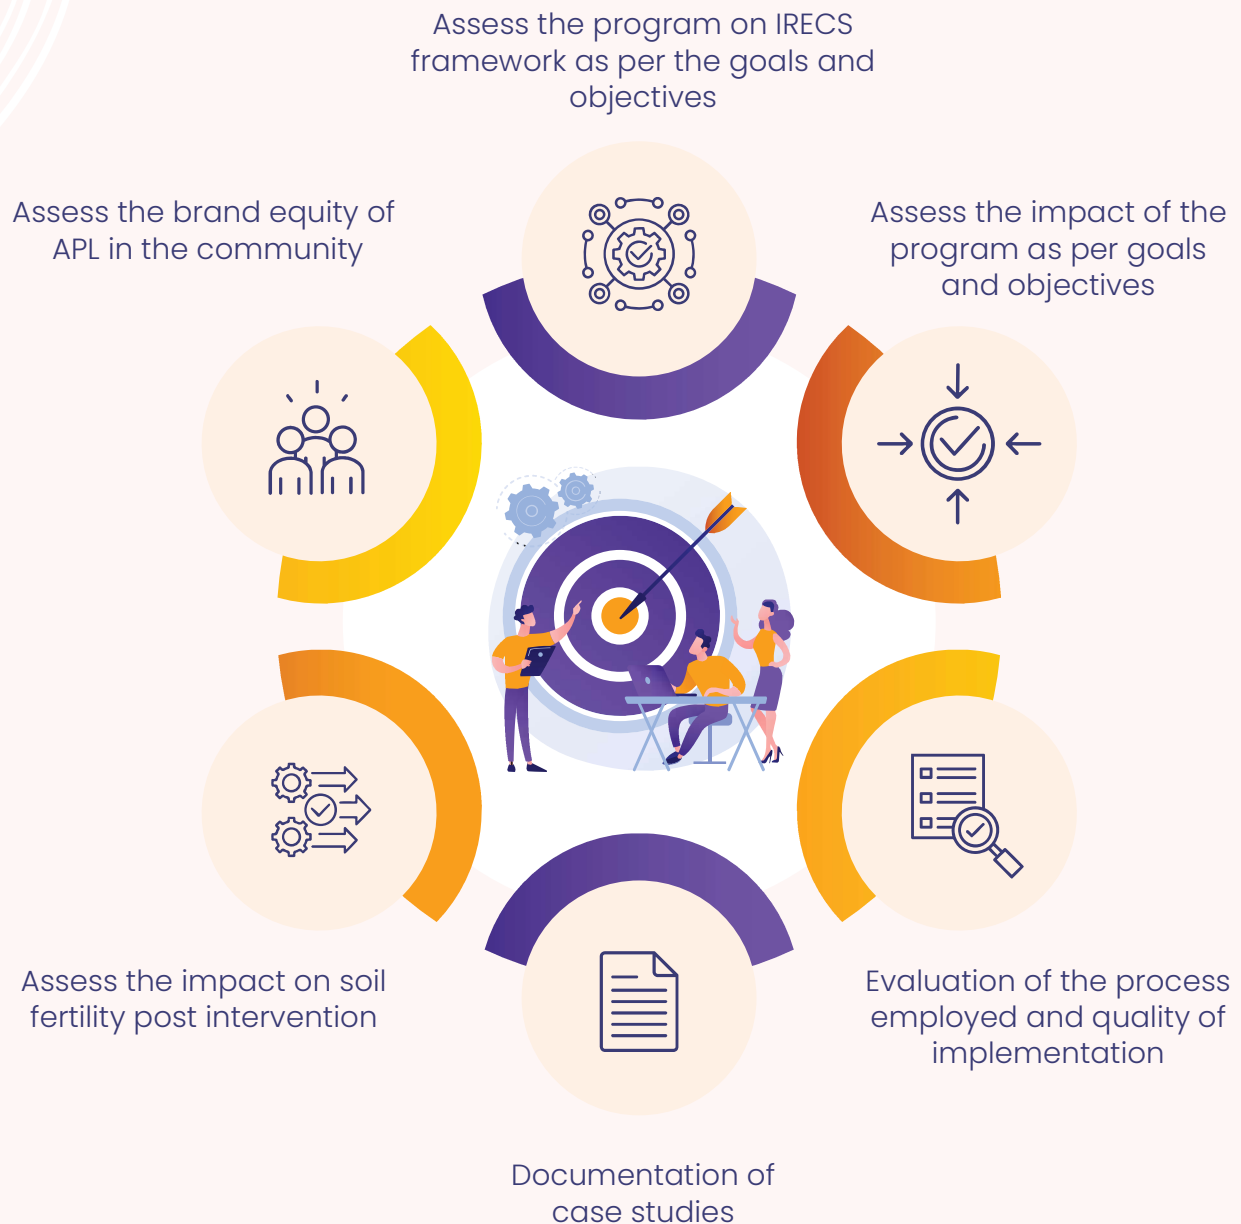 Assess the program on IRECS
framework as per the goals and
objectives
Assess the brand equity of
APL in the community
Assess the impact of the
program as per goals
and objectives
Assess the impact on soil
fertility post intervention
Evaluation of the process
employed and quality of
implementation
Documentation of
case studies